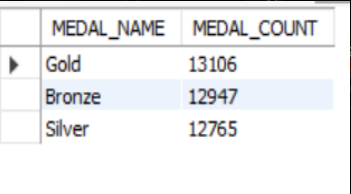 MEDAL_NAME MEDAL_COUNT
Gold 13106
Bronze 12947
Silver 12765